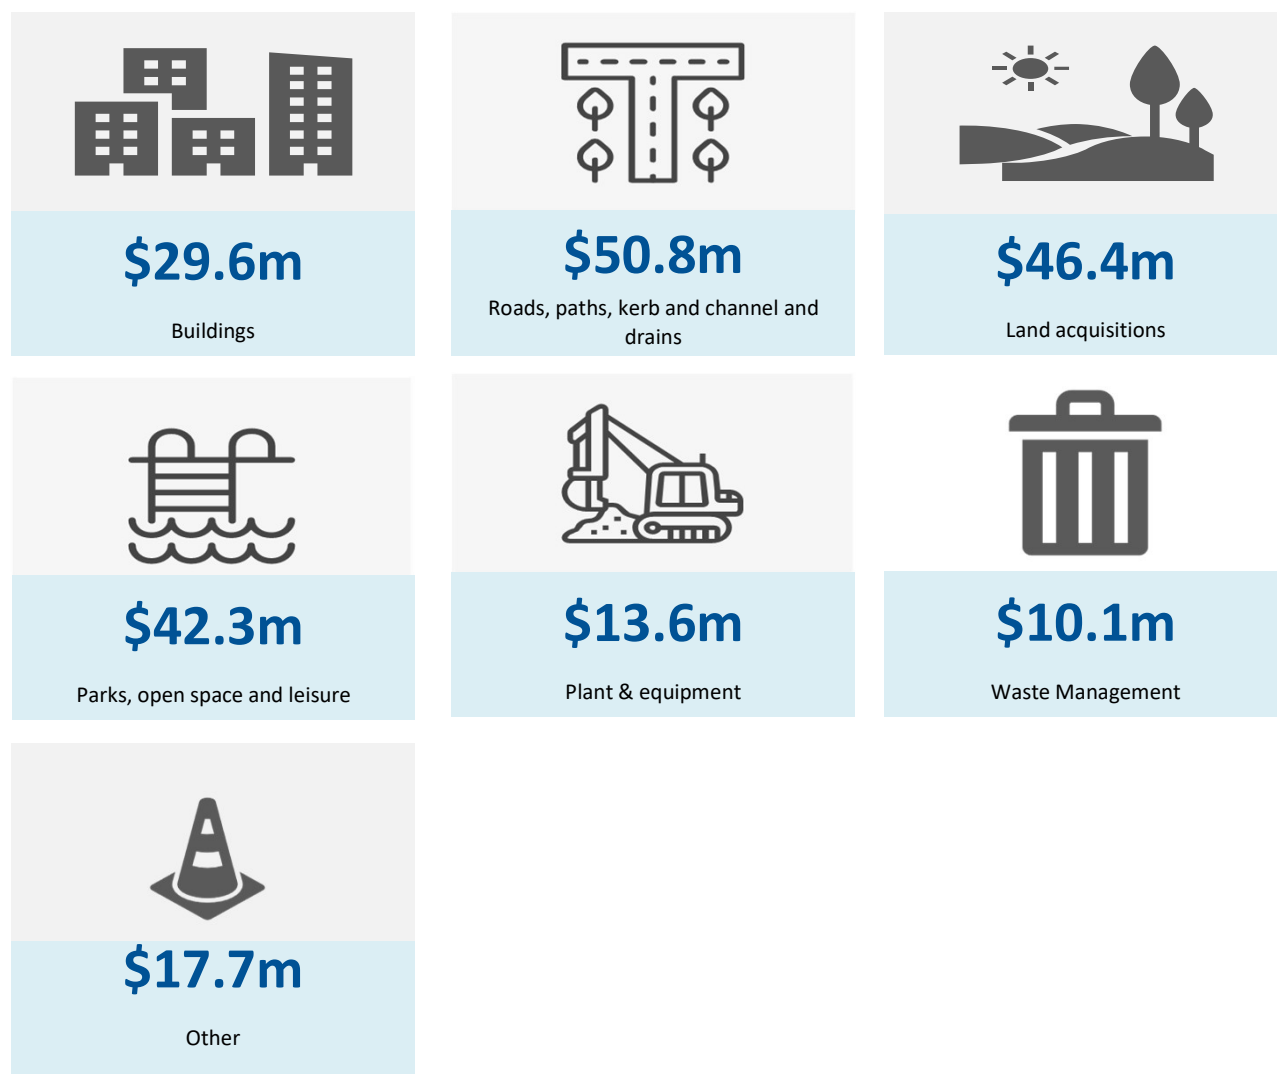 $29.6m
Buildings
$50.8m
Roads, paths, kerb and channel and
drains
$46.4m
Land acquisitions
$42.3m
Parks, open space and leisure
$13.6m
Plant & equipment
$10.1m
Waste Management
$17.7m
Other